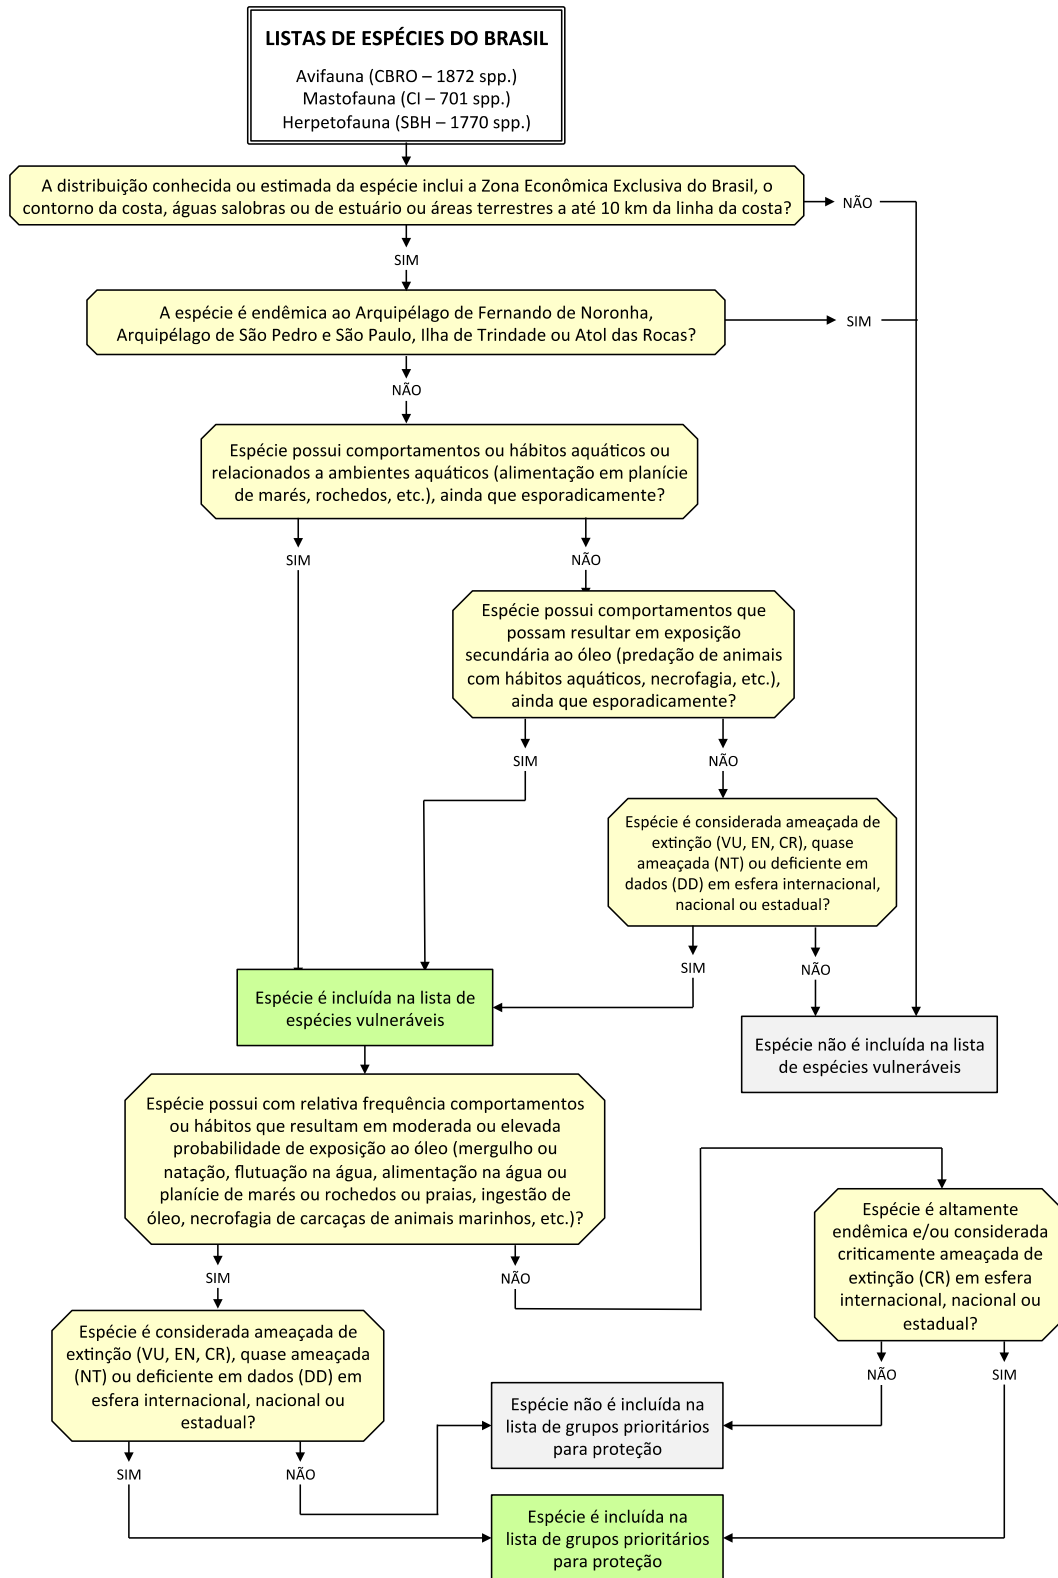 LISTAS DE ESPÉCIES DO BRASIL
Avifauna (CBRO – 1872 spp.)
Mastofauna (CI – 701 spp.)
Herpetofauna (SBH – 1770 spp.)
A distribuição conhecida ou estimada da espécie inclui a Zona Econômica Exclusiva do Brasil, o
contorno da costa, águas salobras ou de estuário ou áreas terrestres a até 10 km da linha da costa?
NÃO
SIM
A espécie é endêmica ao Arquipélago de Fernando de Noronha,
Arquipélago de São Pedro e São Paulo, Ilha de Trindade ou Atol das Rocas?
SIM
NÃO
Espécie possui comportamentos ou hábitos aquáticos ou
relacionados a ambientes aquáticos (alimentação em planície
de marés, rochedos, etc.), ainda que esporadicamente?
SIM
NÃO
Espécie possui comportamentos que
possam resultar em exposição
secundária ao óleo (predação de animais
com hábitos aquáticos, necrofagia, etc.),
ainda que esporadicamente?
SIM
NÃO
Espécie é considerada ameaçada de
extinção (VU, EN, CR), quase
ameaçada (NT) ou deficiente em
dados (DD) em esfera internacional,
nacional ou estadual?
SIM
NÃO
Espécie é incluída na lista de
espécies vulneráveis
Espécie não é incluída na lista
de espécies vulneráveis
Espécie possui com relativa frequência comportamentos
ou hábitos que resultam em moderada ou elevada
probabilidade de exposição ao óleo (mergulho ou
natação, flutuação na água, alimentação na água ou
planície de marés ou rochedos ou praias, ingestão de
óleo, necrofagia de carcaças de animais marinhos, etc.)?
SIM
NÃO
Espécie é altamente
endêmica e/ou considerada
criticamente ameaçada de
extinção (CR) em esfera
internacional, nacional ou
estadual?
NÃO
SIM
Espécie é considerada ameaçada de
extinção (VU, EN, CR), quase ameaçada
(NT) ou deficiente em dados (DD) em
esfera internacional, nacional ou
estadual?
SIM
NÃO
Espécie não é incluída na
lista de grupos prioritários
para proteção
Espécie é incluída na
lista de grupos prioritários
para proteção